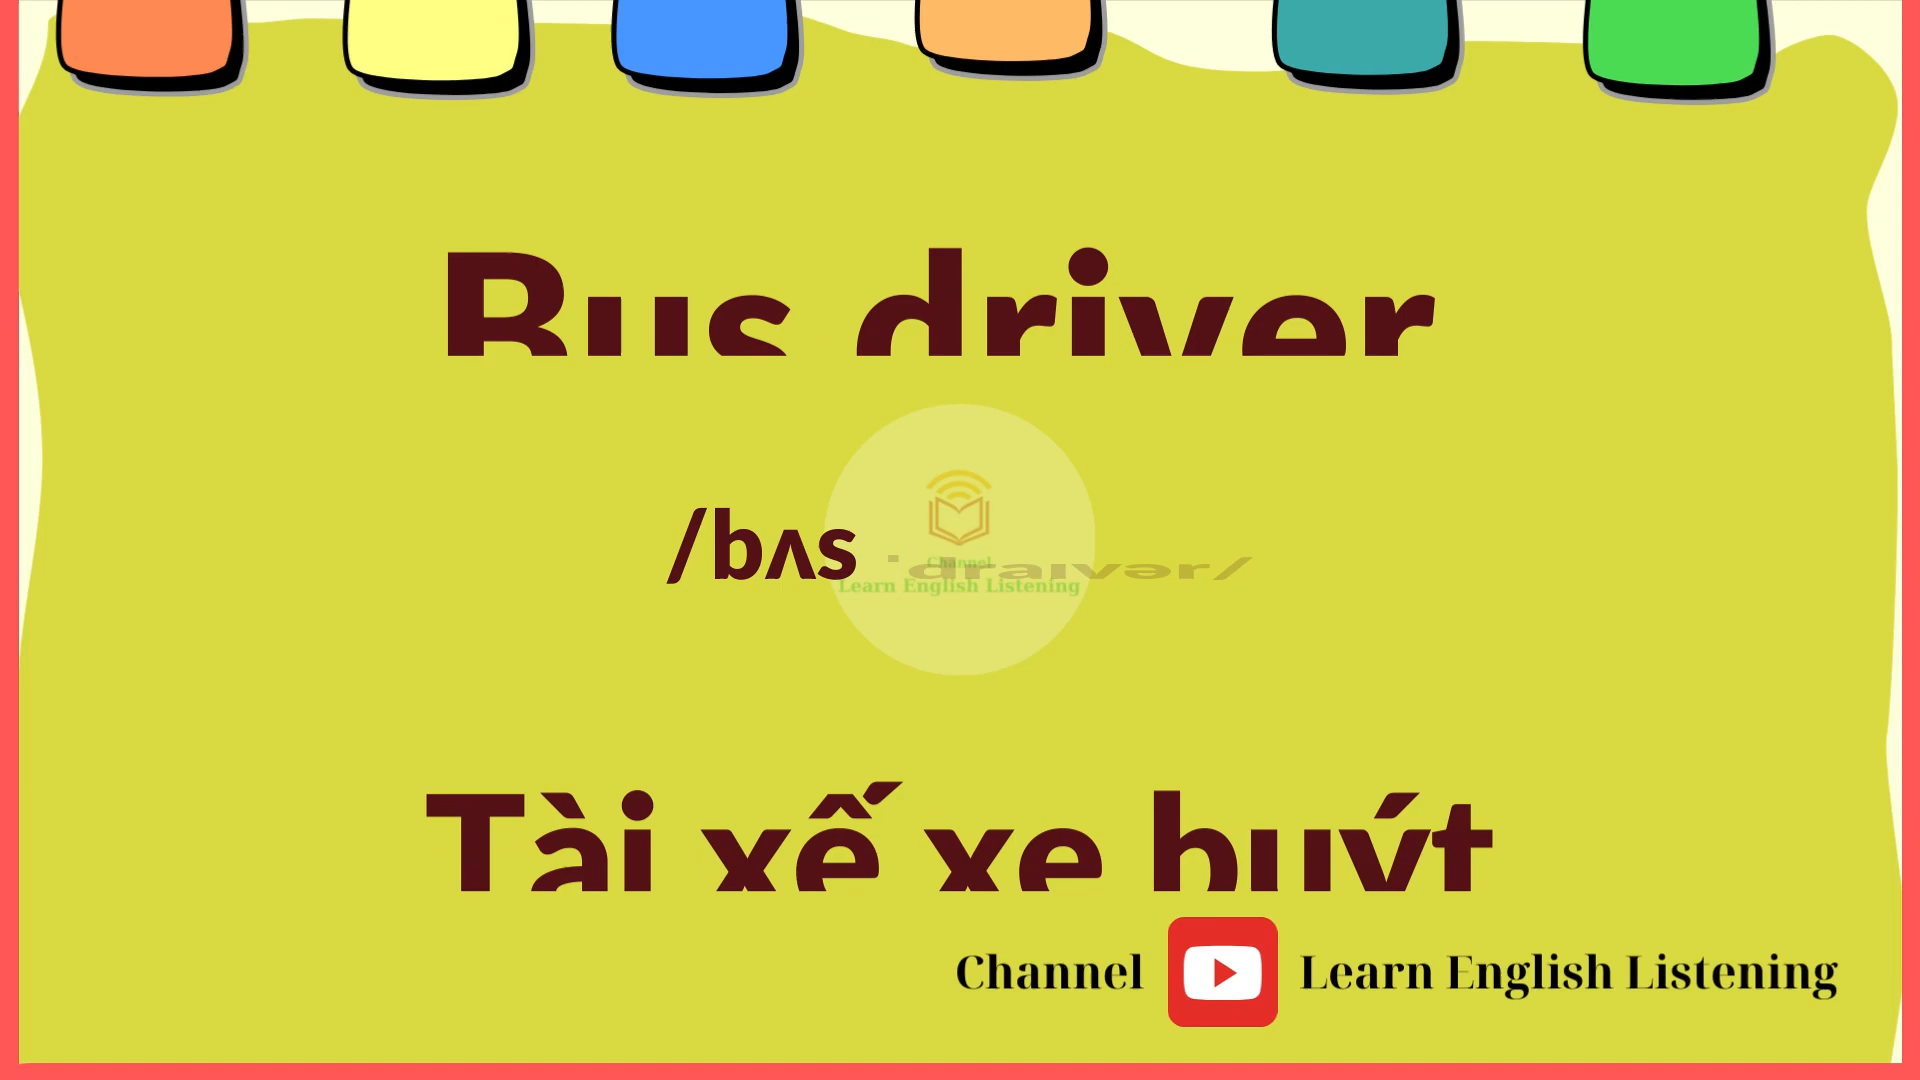 Bus driver
/bʌs ˈdraɪvər/
Channel
Learn English Listening
Tài xế xe buýt
Channel Learn English Listening